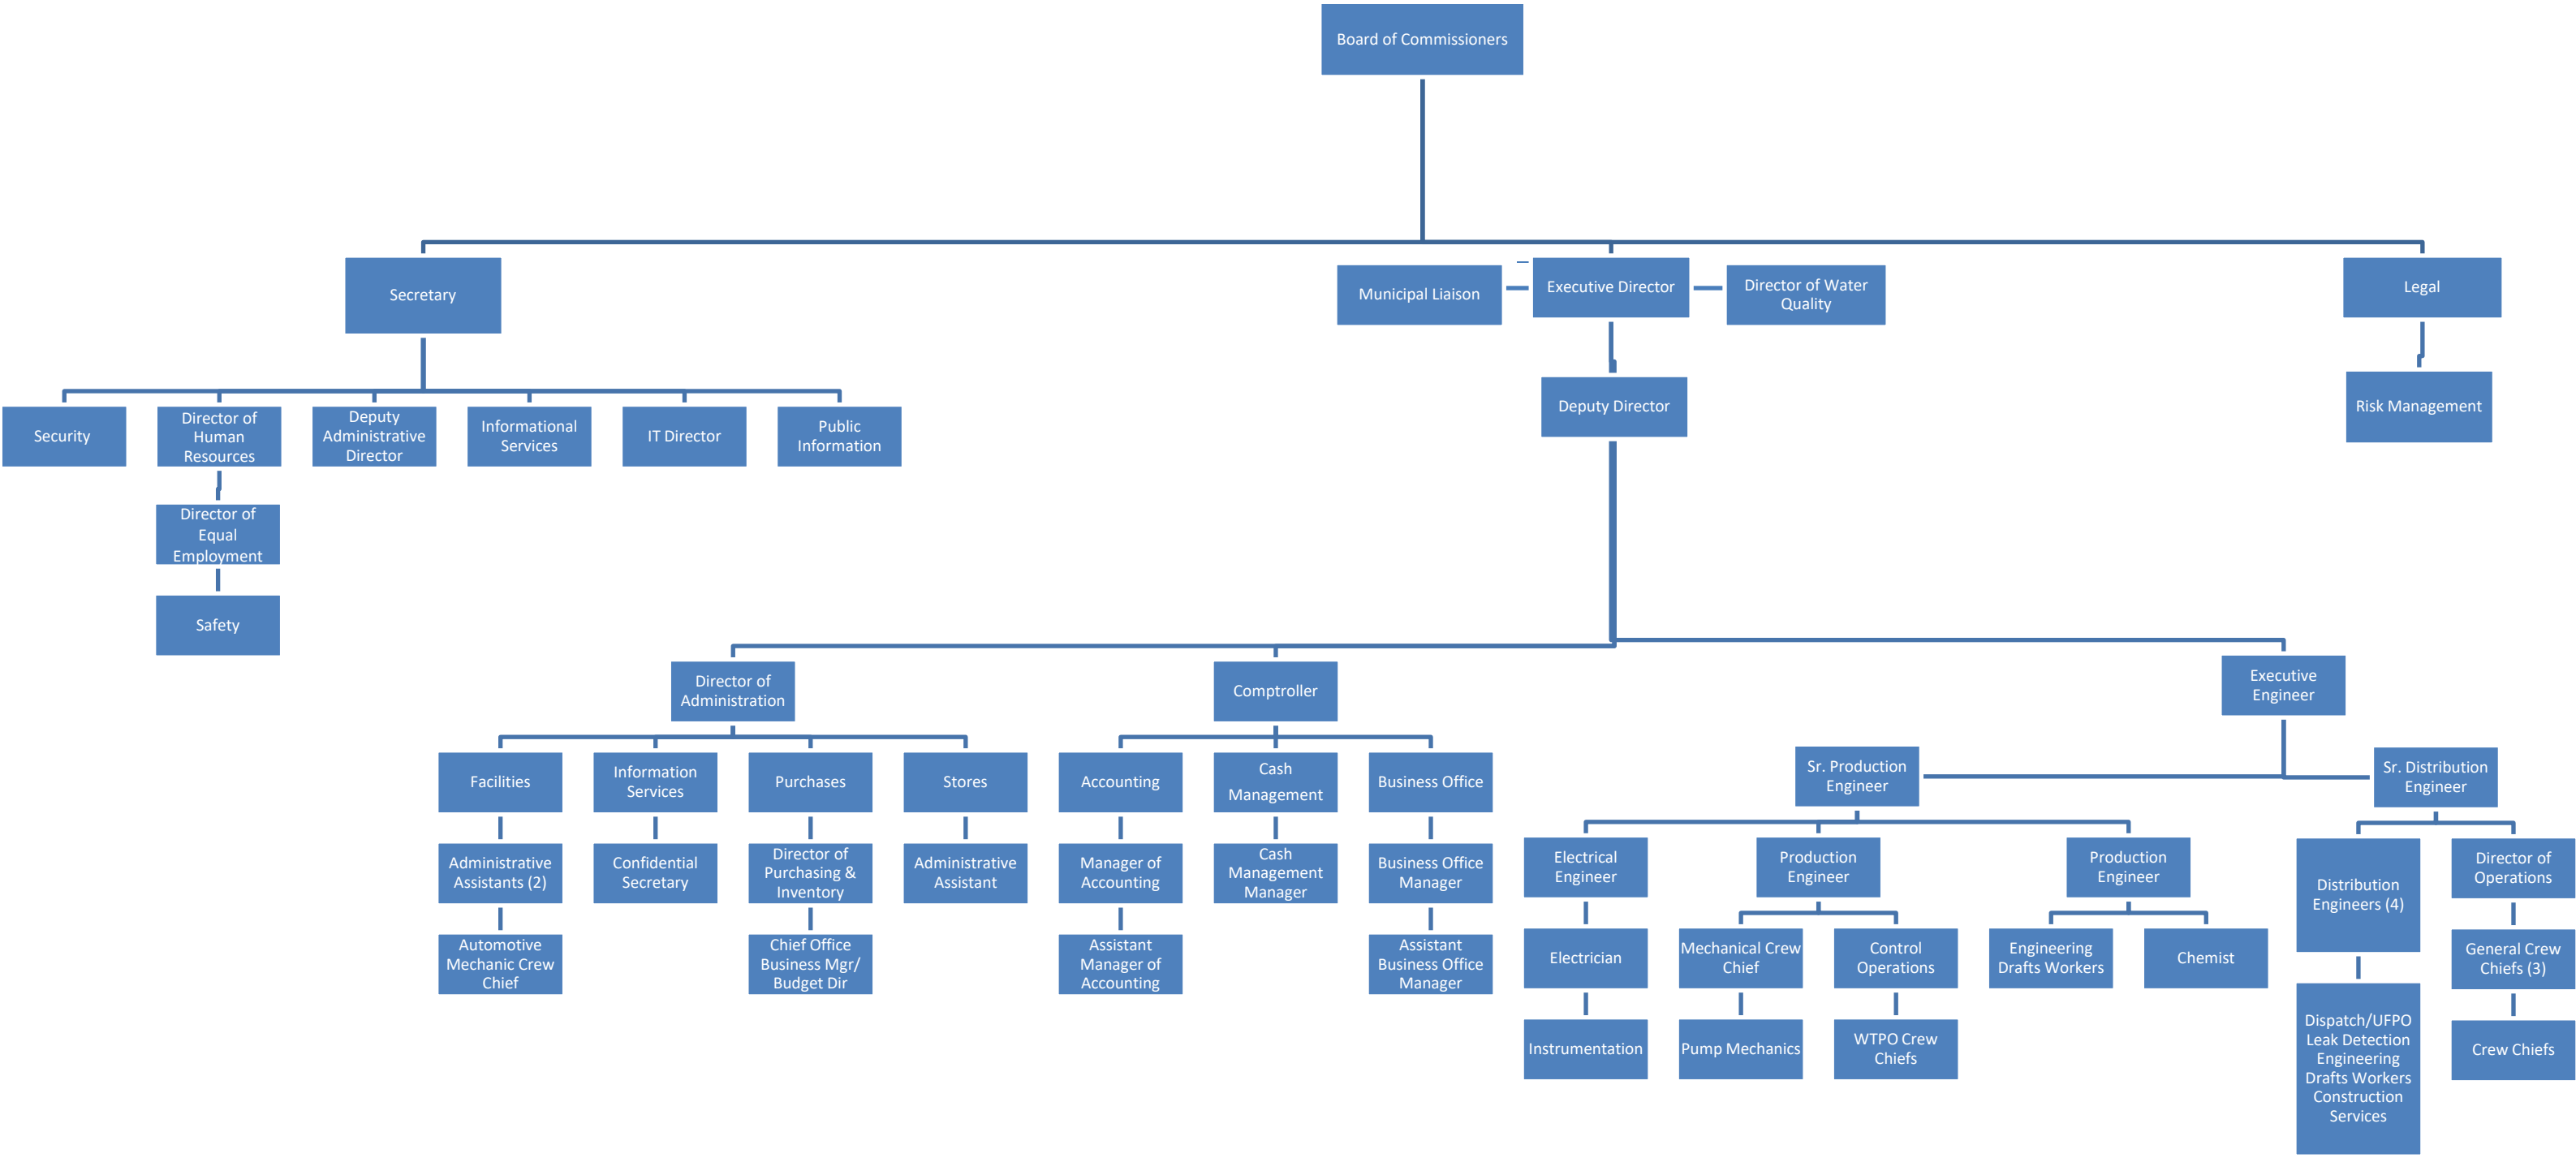 Board of Commissioners
Secretary
Municipal Liaison
Executive Director
Director of Water
Quality
Legal
Deputy Director
Risk Management
Security
Director of
Human
Resources
Deputy
Administrative
Director
Informational
Services
IT Director
Public
Information
Director of
Equal
Employment
Safety
Director of
Administration
Comptroller
Executive
Engineer
Facilities
Information
Services
Purchases
Stores
Accounting
Cash
Management
Business Office
Sr. Production
Engineer
Sr. Distribution
Engineer
Administrative
Assistants (2)
Confidential
Secretary
Director of
Purchasing &
Inventory
Administrative
Assistant
Manager of
Accounting
Cash
Management
Manager
Business Office
Manager
Electrical
Engineer
Production
Engineer
Production
Engineer
Distribution
Engineers (4)
Director of
Operations
Automotive
Mechanic Crew
Chief
Chief Office
Business Mgr/
Budget Dir
Assistant
Manager of
Accounting
Assistant
Business Office
Manager
Electrician
Mechanical Crew
Chief
Control
Operations
Engineering
Drafts Workers
Chemist
General Crew
Chiefs (3)
Instrumentation
Pump Mechanics
WTPO Crew
Chiefs
Dispatch/UFPO
Leak Detection
Engineering
Drafts Workers
Construction
Services
Crew Chiefs